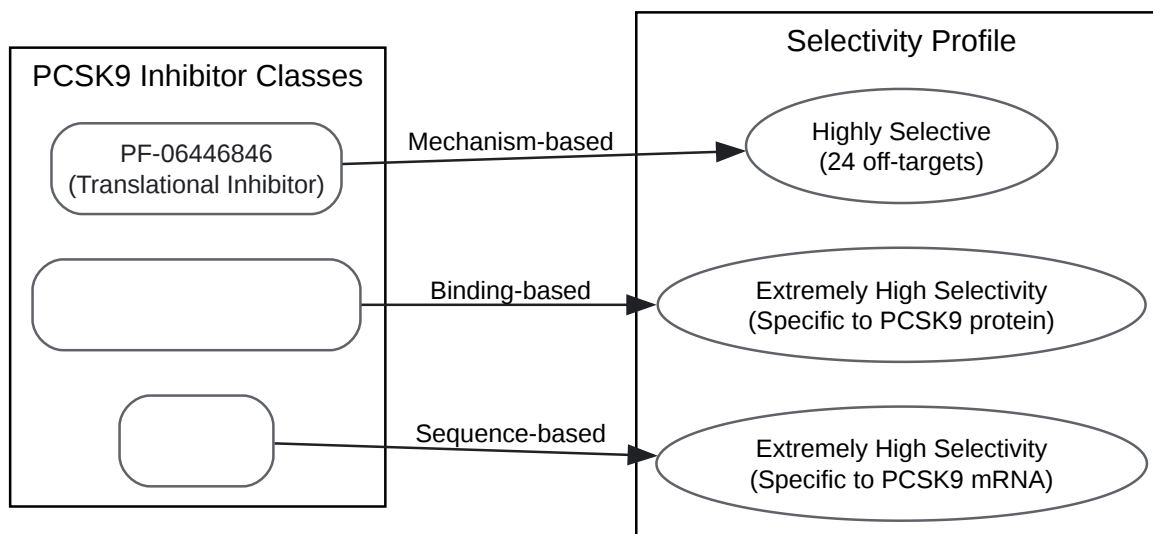 PCSK9 Inhibitor Classes
PF-06446846
(Translational Inhibitor)
Mechanism-based
Binding-based
Sequence-based
Selectivity Profile
Highly Selective
(24 off-targets)
Extremely High Selectivity
(Specific to PCSK9 protein)
Extremely High Selectivity
(Specific to PCSK9 mRNA)